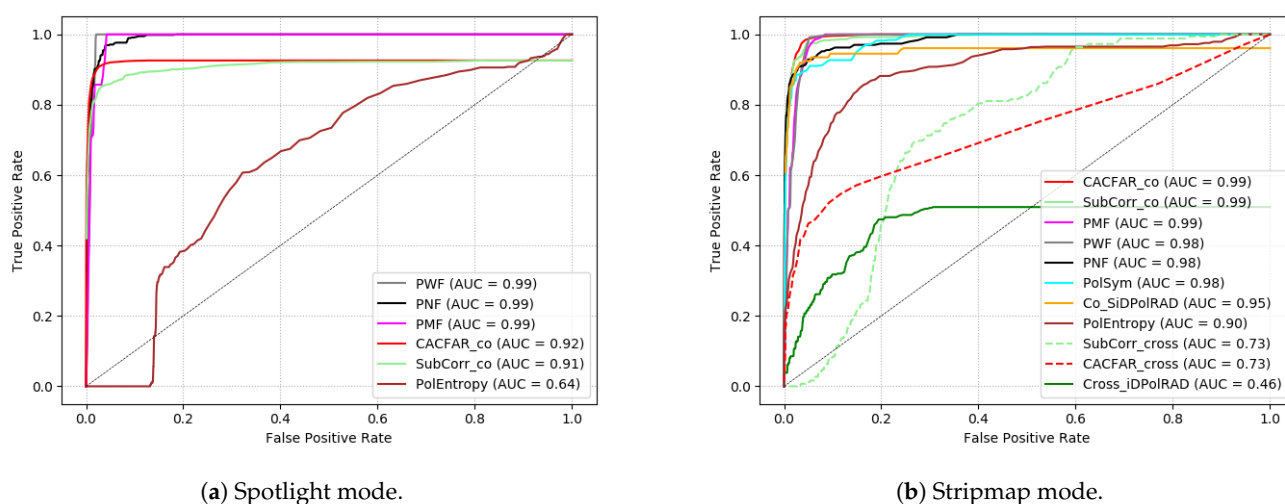 1.0
0.8
0.6
0.4
0.2
0.0
True Positive Rate
0.0 0.2 0.4 0.6 0.8 1.0
False Positive Rate
PWF (AUC = 0.99)
PNF (AUC = 0.99)
PMF (AUC = 0.99)
CACFAR_co (AUC = 0.92)
SubCorr_co (AUC = 0.91)
PolEntropy (AUC = 0.64)
(a) Spotlight mode.
1.0
0.8
0.6
0.4
0.2
0.0
True Positive Rate
0.0 0.2 0.4 0.6 0.8 1.0
False Positive Rate
CACFAR_co (AUC = 0.99)
SubCorr_co (AUC = 0.99)
PMF (AUC = 0.99)
PWF (AUC = 0.98)
PNF (AUC = 0.98)
PolSym (AUC = 0.98)
Co_SiDPolRAD (AUC = 0.95)
PolEntropy (AUC = 0.90)
SubCorr_cross (AUC = 0.73)
CACFAR_cross (AUC = 0.73)
Cross_iDPolRAD (AUC = 0.46)
(b) Stripmap mode.